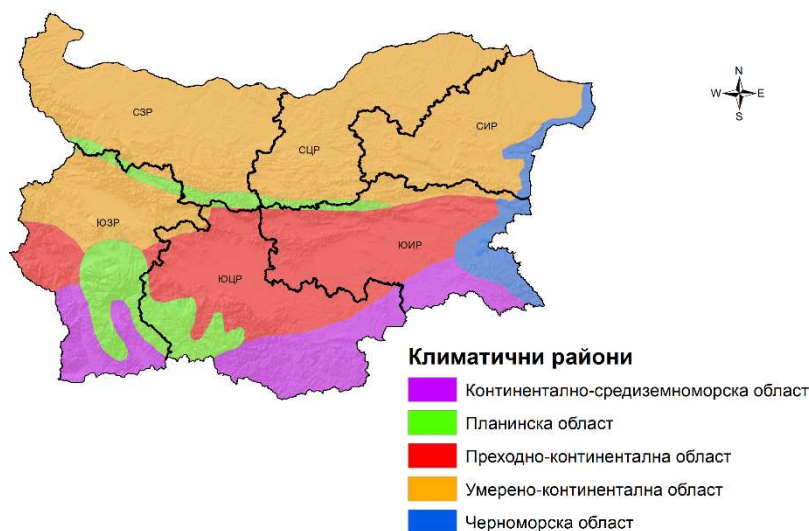 N
W E
S
СЗР
СЦР
СИР
ЮЗР
ЮИР
ЮЦР
Климатични райони
Континентално-средиземноморска област
Планинска област
Преходно-континентална област
Умерено-континентална област
Черноморска област